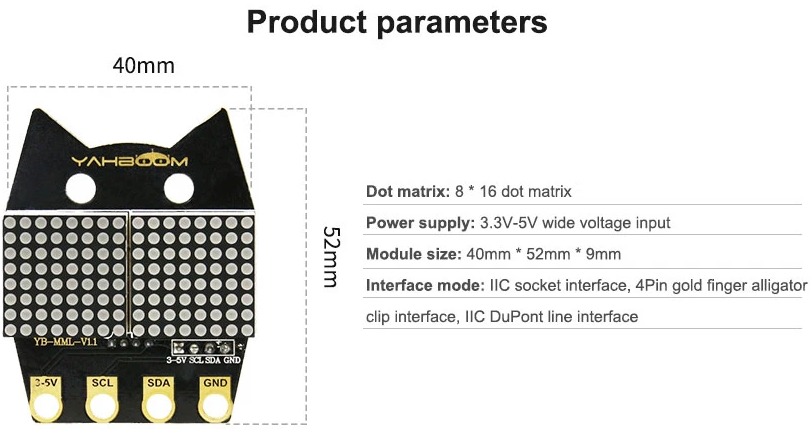 Product parameters
40mm
YAHBOOM
52mm
Dot matrix: 8 * 16 dot matrix
Power supply: 3.3V-5V wide voltage input
Module size: 40mm * 52mm * 9mm
Interface mode: IIC socket interface, 4Pin gold finger alligator
clip interface, IIC DuPont line interface
YB-MML-V1.1
3-5V SCL SDA GND
3-5V SCL SDA GND